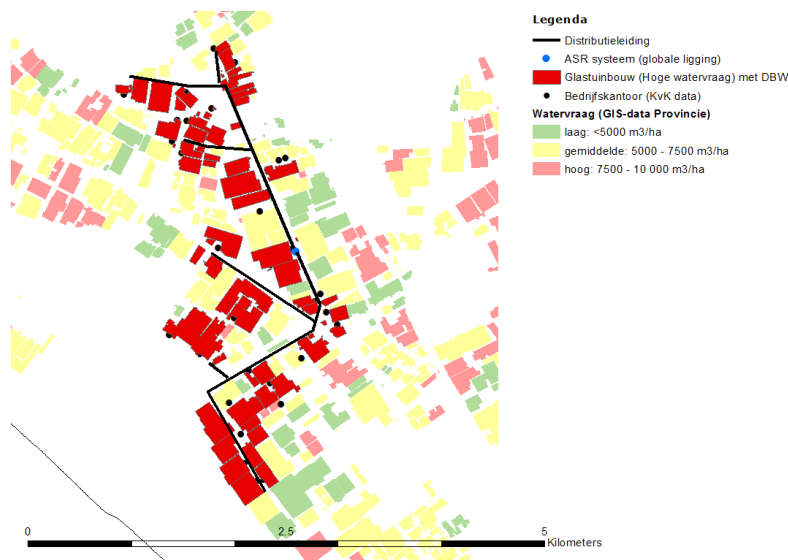 Legenda
Distributieleiding
ASR systeem (globale ligging)
Glastuinbouw (Hoge watervraag) met DBW
Bedrijfskantoor (KvK data)
Watervraag (GIS-data Provincie)
laag: <5000 m3/ha
gemiddelde: 5000 - 7500 m3/ha
hoog: 7500 - 10 000 m3/ha
0 2.5 5
Kilometers